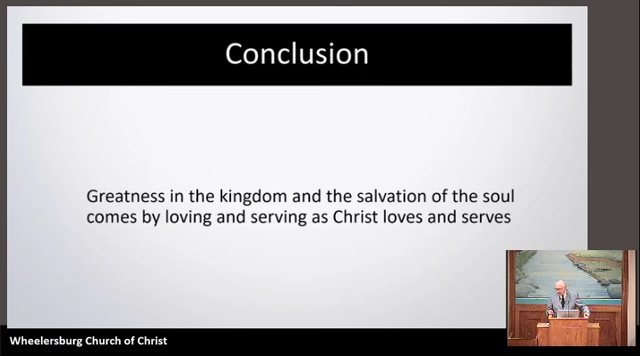 Conclusion
Greatness in the kingdom and the salvation of the soul
comes by loving and serving as Christ loves and serves
Wheelersburg Church of Christ